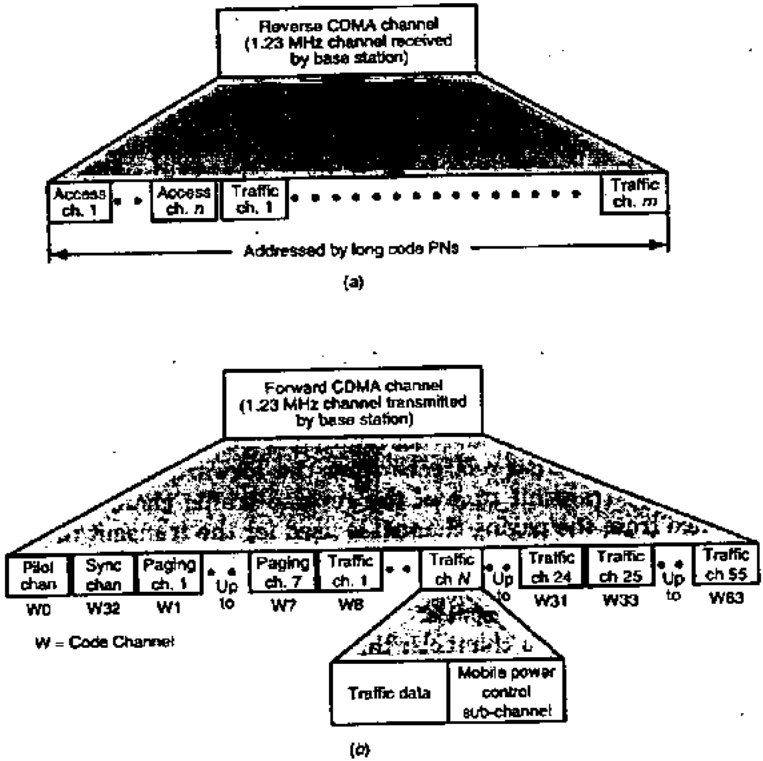 Reverse CDMA channel
(1.23 MHz channel received
by base station)
Access
ch. 1
Access
ch. n
Traffic
ch. 1
Traffic
ch. m
Addressed by long code PNs
(a)
Forward CDMA channel
(1.23 MHz channel transmitted
by base station)
Pilot
chan
Sync
chan
Paging
ch. 1
Up
to
Paging
ch. 7
Traffic
ch. 1
Traffic
ch N
Up
to
Traffic
ch 24
Traffic
ch 25
Up
to
Traffic
ch 55
W0
W32
W1
W7
W8
W31
W33
W63
W = Code Channel
Traffic data
Mobile power
control
sub-channel
(b)